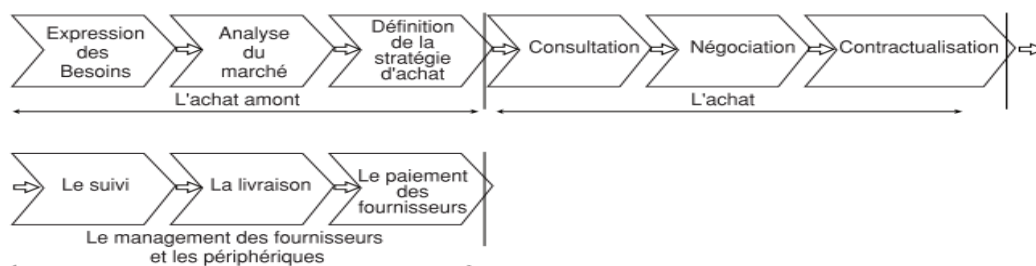 Expression
des
Besoins
Analyse
du
marché
Définition
de la
stratégie
d'achat
Consultation
Négociation
Contractualisation
L'achat amont
L'achat
Le suivi
La livraison
Le paiement
des
fournisseurs
Le management des fournisseurs
et les périphériques